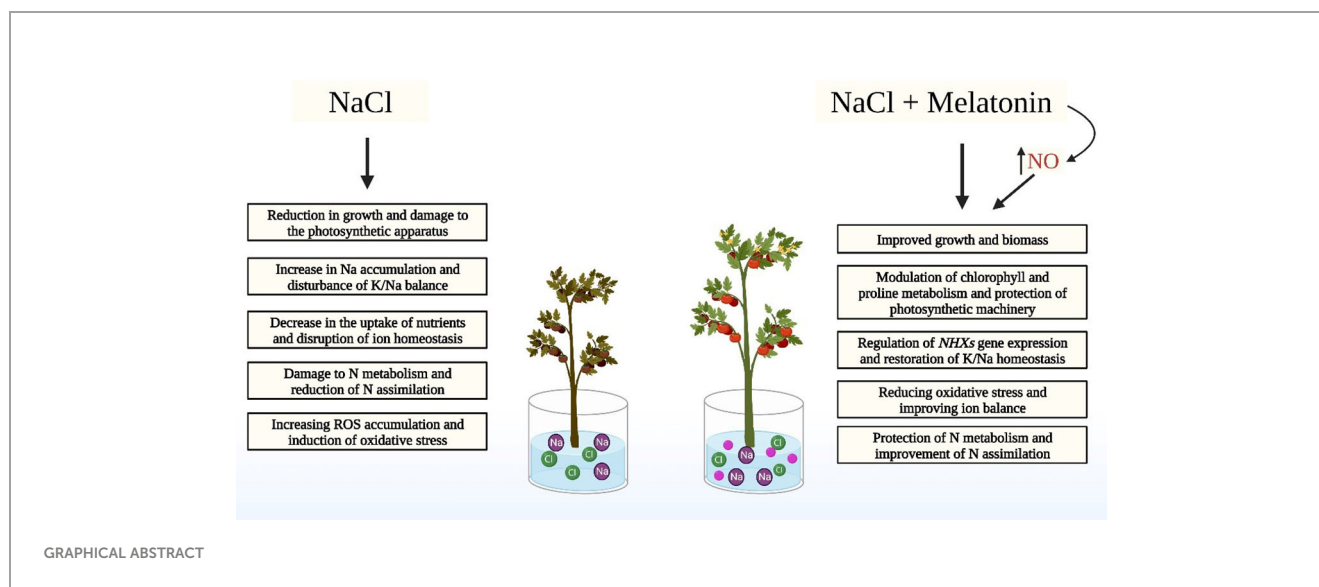 NaCl
Reduction in growth and damage to
the photosynthetic apparatus
Increase in Na accumulation and
disturbance of K/Na balance
Decrease in the uptake of nutrients
and disruption of ion homeostasis
Damage to N metabolism and
reduction of N assimilation
Increasing ROS accumulation and
induction of oxidative stress
Na
Na
Cl
Cl
Cl
Na
NaCl + Melatonin
↑NO
Improved growth and biomass
Modulation of chlorophyll and
proline metabolism and protection of
photosynthetic machinery
Regulation of NHXs gene expression
and restoration of K/Na homeostasis
Reducing oxidative stress and
improving ion balance
Protection of N metabolism and
improvement of N assimilation
Cl
Na
Cl
Na
Na
Cl
GRAPHICAL ABSTRACT